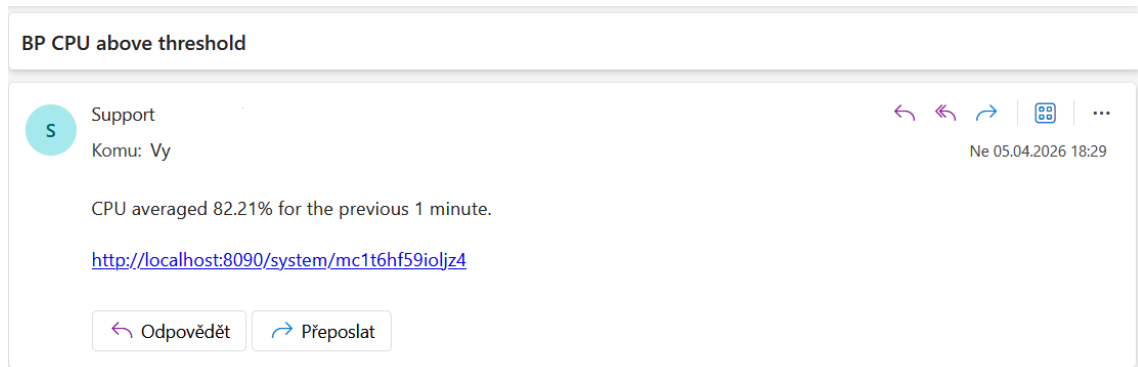 BP CPU above threshold
S
Support
Komu: Vy
Ne 05.04.2026 18:29
CPU averaged 82.21% for the previous 1 minute.
http://localhost:8090/system/mc1t6hf59ioljz4
Odpovědět
Přeposlat